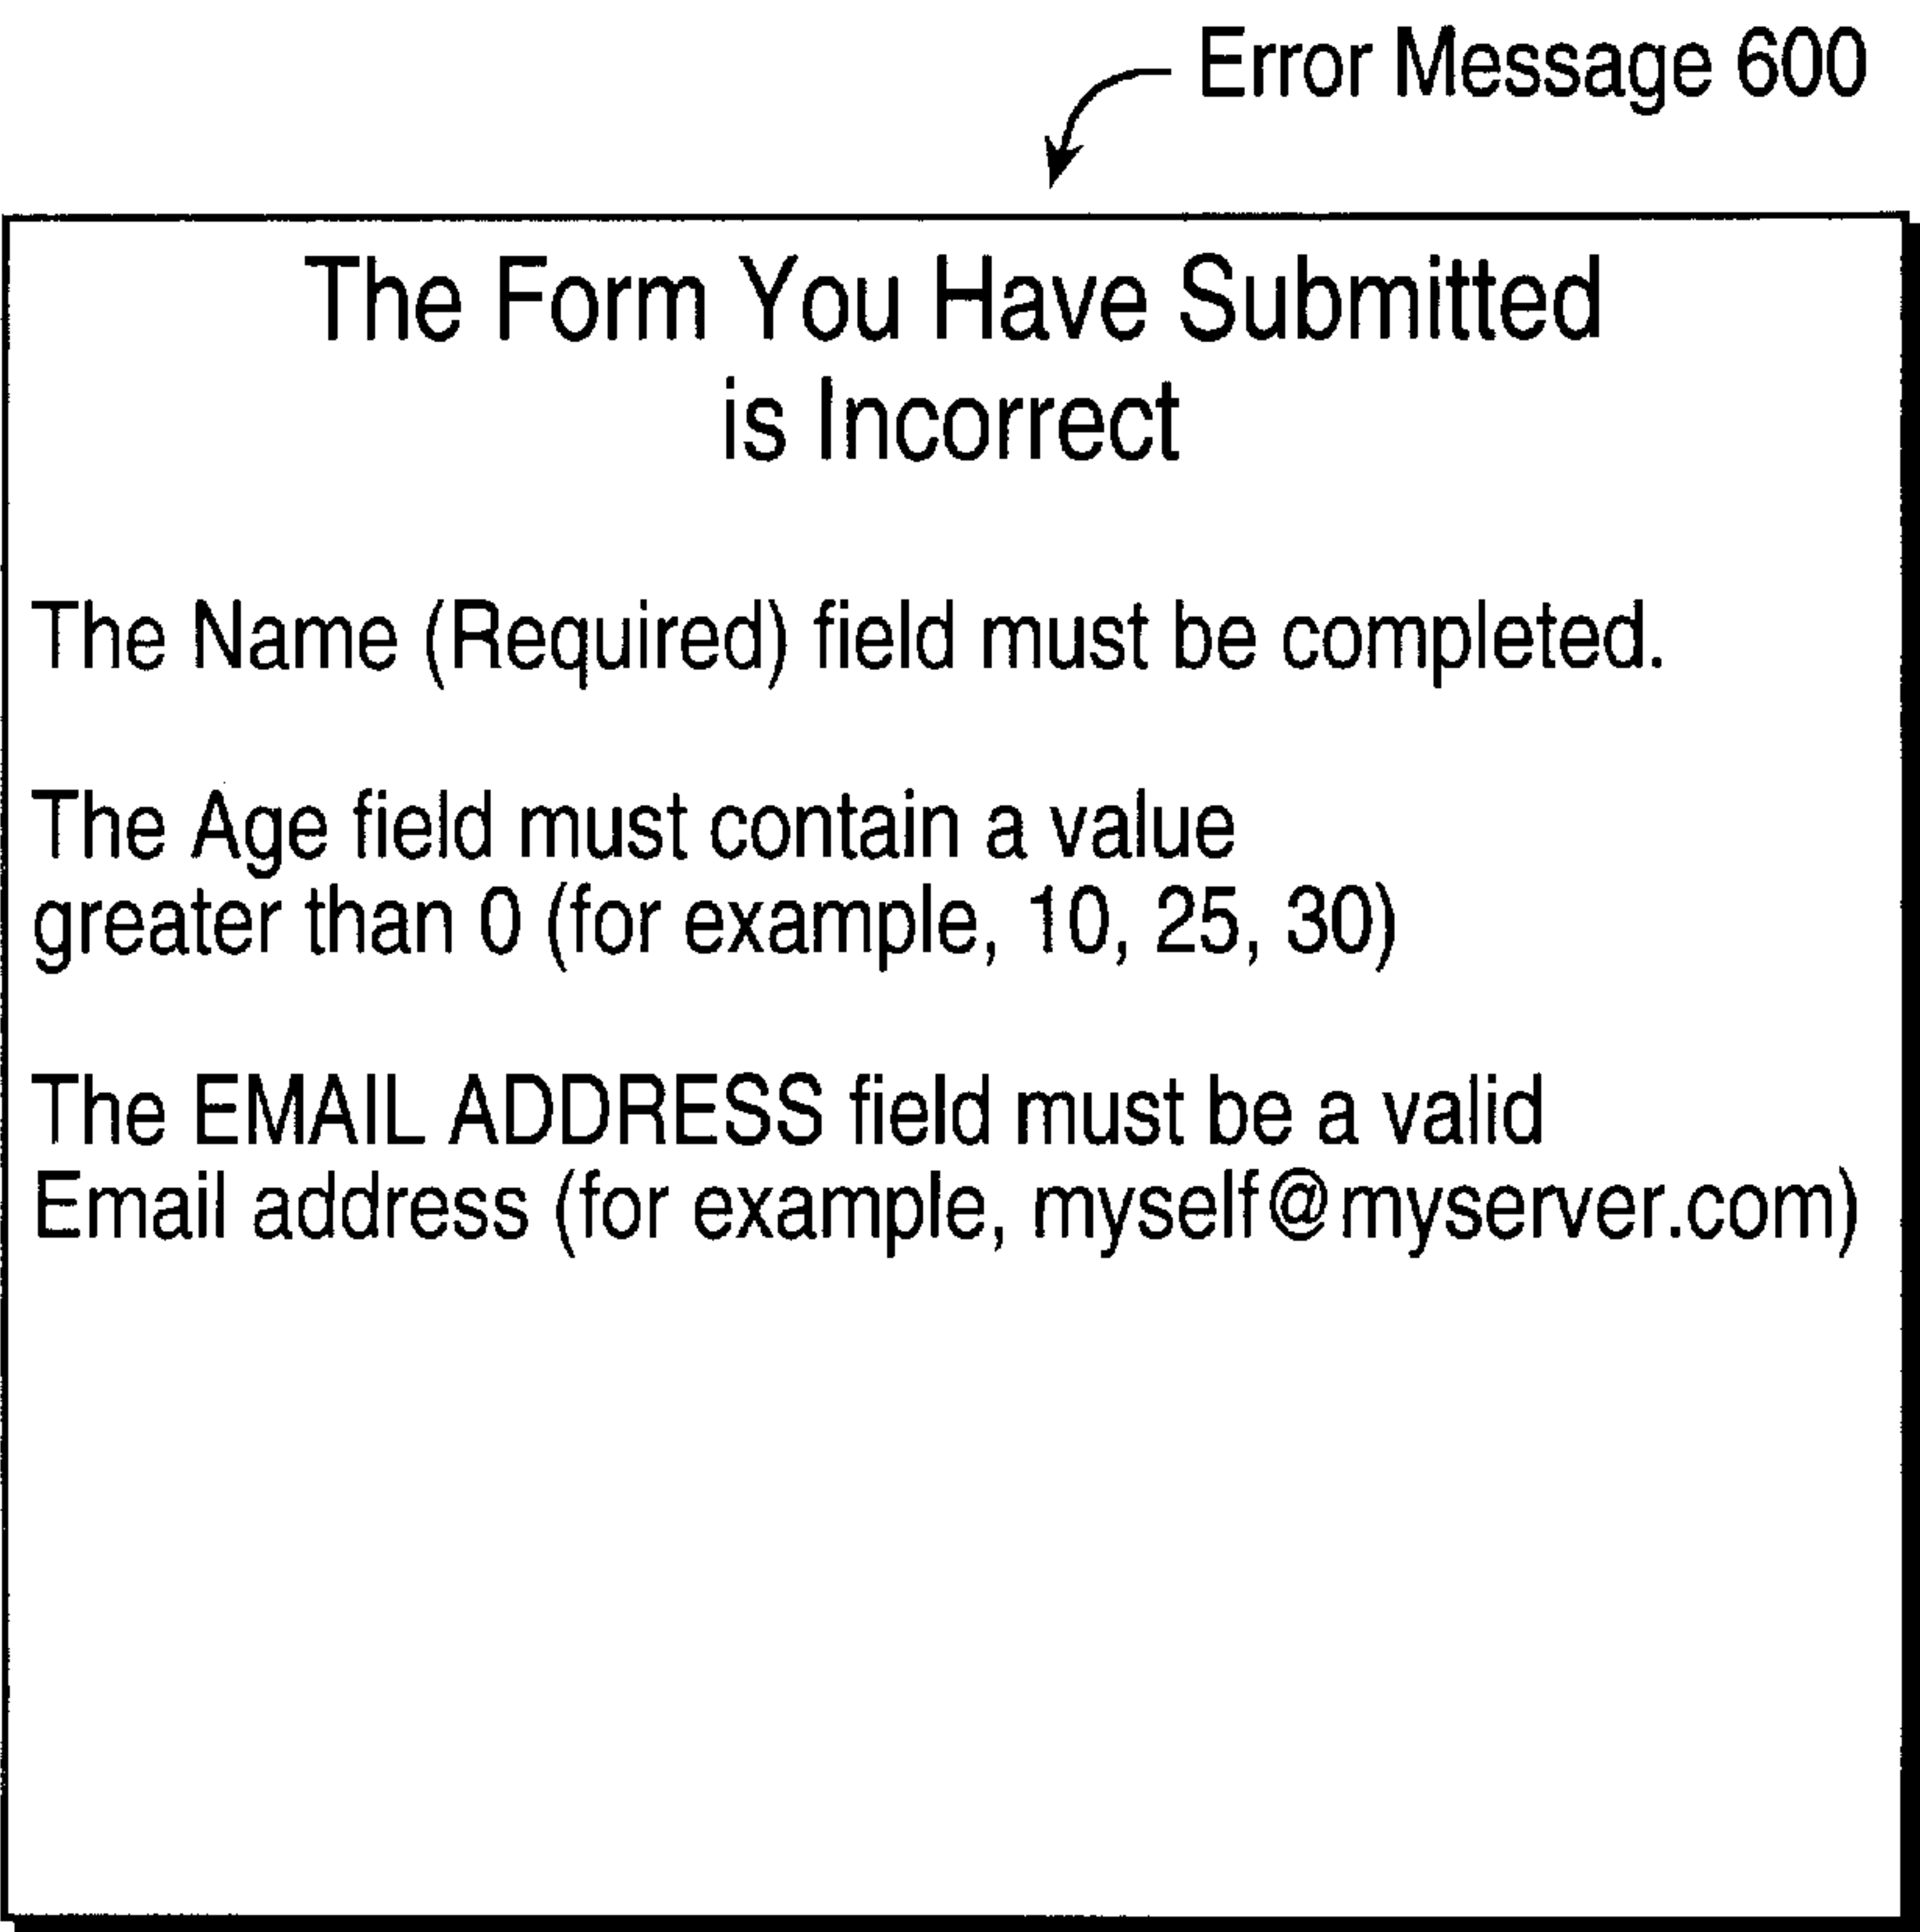 Error Message 600
The Form You Have Submitted
is Incorrect
The Name (Required) field must be completed.
The Age field must contain a value
greater than 0 (for example, 10, 25, 30)
The EMAIL ADDRESS field must be a valid
Email address (for example, myself@myserver.com)